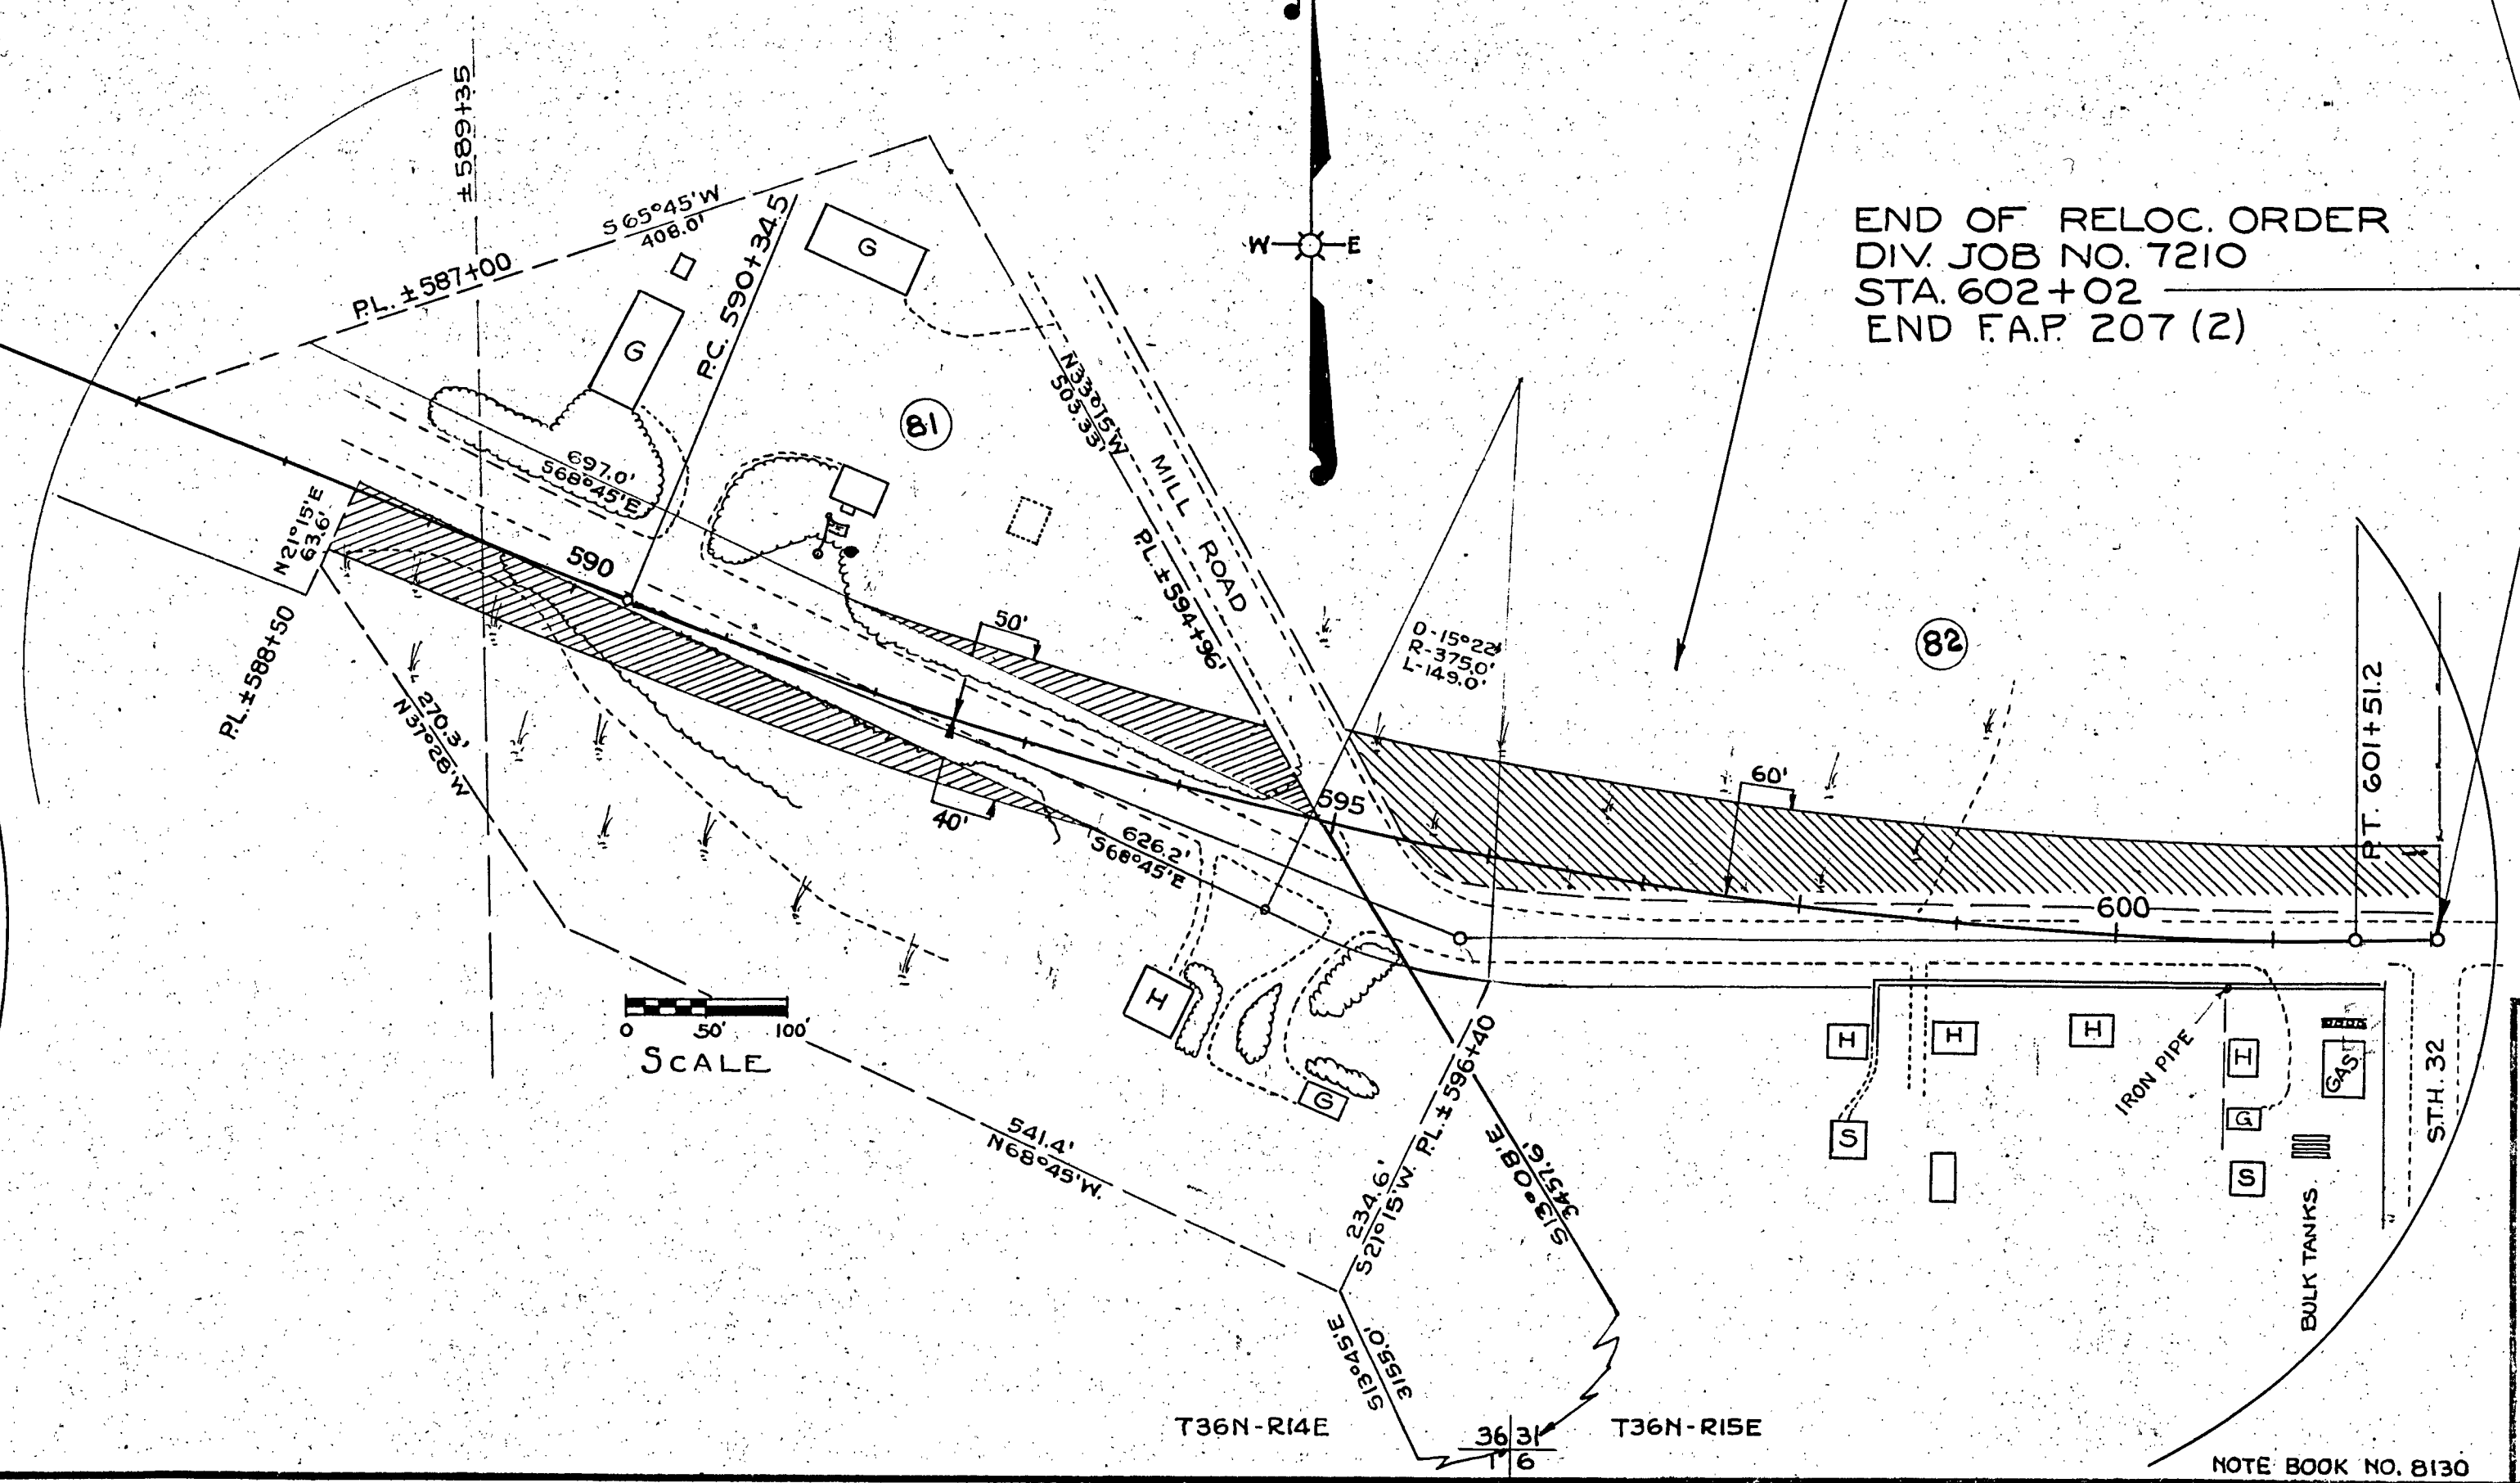 ± 589+35
S 65°45'W
408.0'
P.L. ± 587+00
P.C. 590+34.5
G
G
W
E
END OF RELOC. ORDER
DIV. JOB NO. 7210
STA. 602+02
END F.A.P. 207 (2)
81
N33°15'W
503.33'
MILL ROAD
P.L. ± 594+96
697.0'
S68°45'E
N21°15'E
63.6'
590
P.L. ± 588+50
270.3'
N37°28'W
50'
40'
D-15°22'
R-375.0'
L-149.0'
82
P.T. 601+51.2
60'
595
600
626.2'
S68°45'E
H
G
0 50' 100'
SCALE
541.4'
N68°45'W.
234.6'
S21°15'W. P.L. ± 596+40
S13°08'E
3457.6'
S13°45'E
3155.0'
H
H
H
H
S
G
S
GAS
IRON PIPE
BULK TANKS
S.T.H. 32
T36N-R14E
36 31
1 6
T36N-R15E
NOTE BOOK NO. 8130